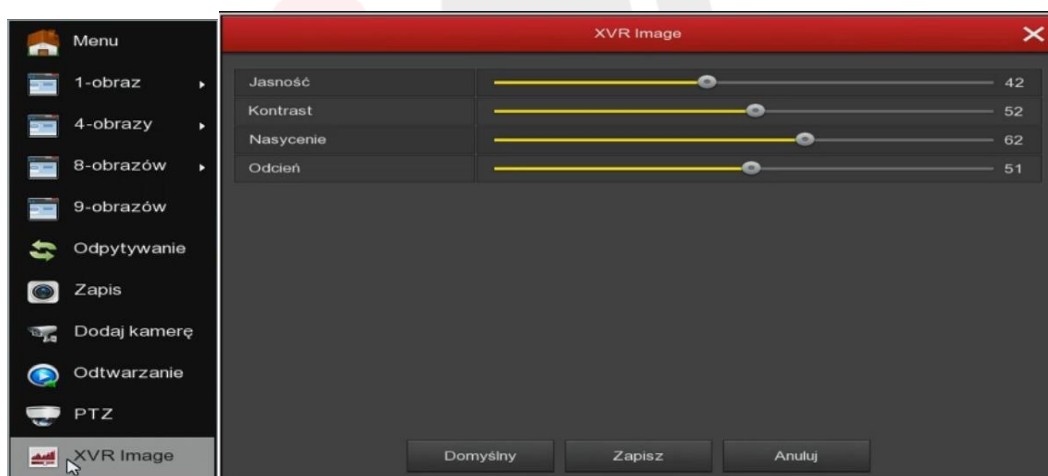 Menu
1-obraz
4-obrazy
8-obrazów
9-obrazów
Odpytywanie
Zapis
Dodaj kamerę
Odtwarzanie
PTZ
XVR Image
XVR Image
Jasność 42
Kontrast 52
Nasycenie 62
Odcień 51
Domyślny Zapisz Anuluj